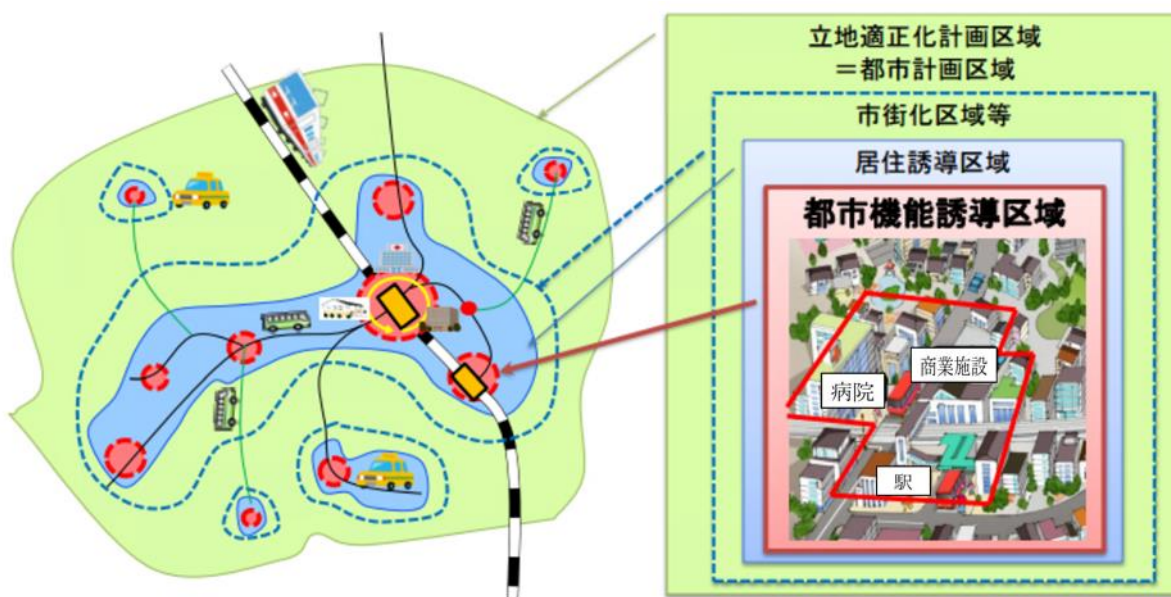 立地適正化計画区域
＝都市計画区域
市街化区域等
居住誘導区域
都市機能誘導区域
商業施設
病院
駅